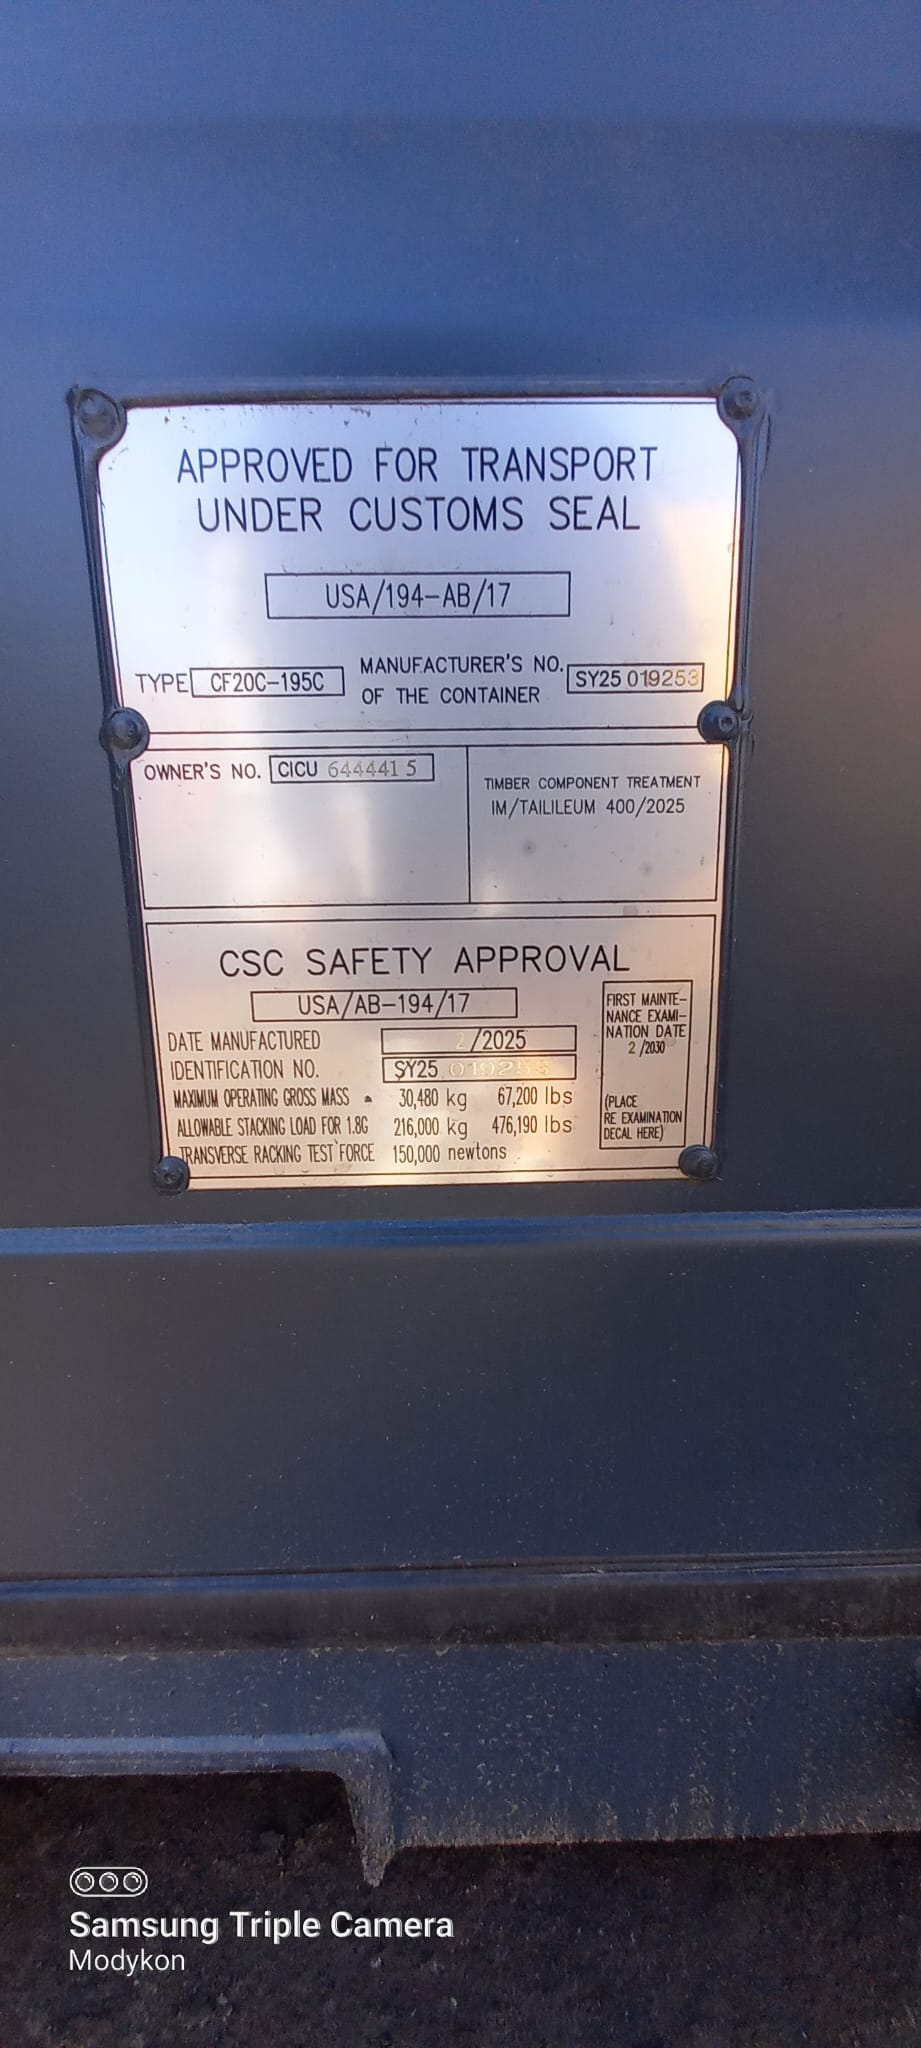 APPROVED FOR TRANSPORT
UNDER CUSTOMS SEAL
USA/194-AB/17
TYPE CF20C-195C
MANUFACTURER'S NO.
OF THE CONTAINER
SY25 019253
OWNER'S NO. CICU 644441 5
TIMBER COMPONENT TREATMENT
IM/TAILILEUM 400/2025
CSC SAFETY APPROVAL
USA/AB-194/17
DATE MANUFACTURED 2/2025
IDENTIFICATION NO. SY25 019253
MAXIMUM OPERATING GROSS MASS 30,480 kg 67,200 lbs
ALLOWABLE STACKING LOAD FOR 1.8G 216,000 kg 476,190 lbs
TRANSVERSE RACKING TEST FORCE 150,000 newtons
FIRST MAINTE-
NANCE EXAMI-
NATION DATE
2 /2030
(PLACE
RE EXAMINATION
DECAL HERE)
Samsung Triple Camera
Modykon